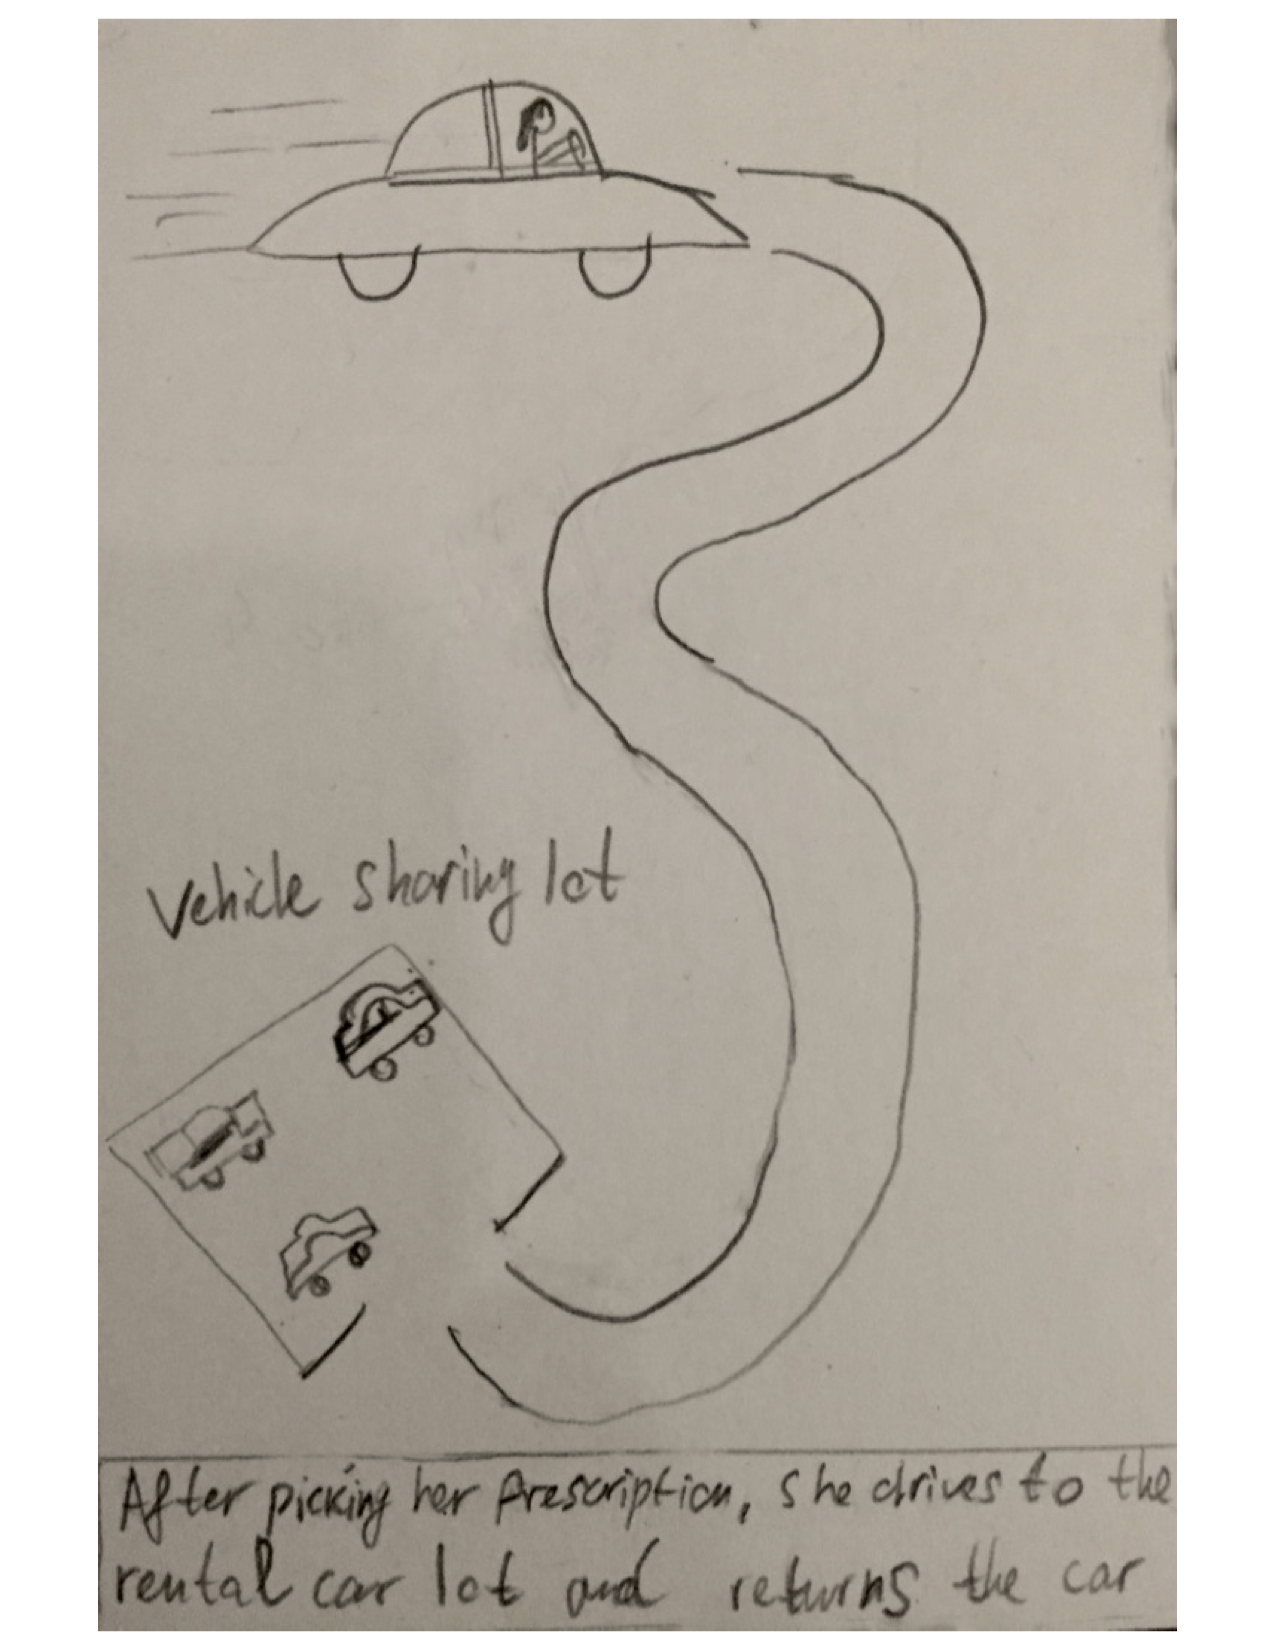 Vehicle sharing lot
After picking her Prescription, she drives to the
rental car lot and returns the car